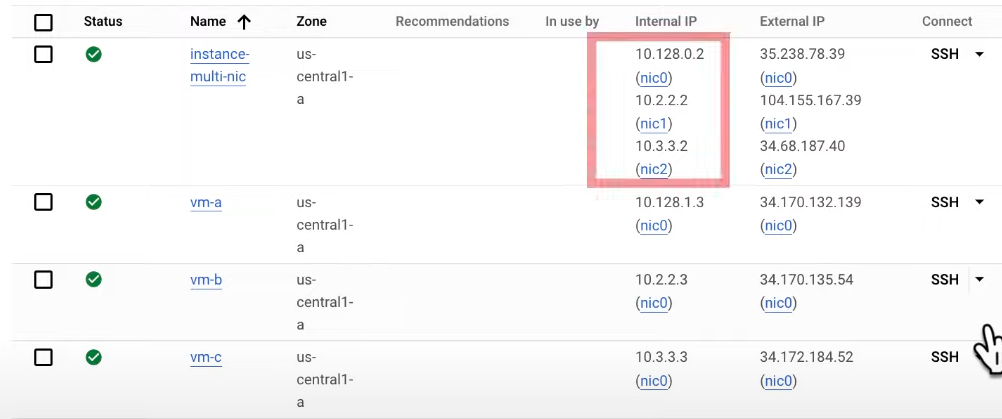 Status Name Zone Recommendations In use by Internal IP External IP Connect
instance- us- 10.128.0.2 35.238.78.39 SSH
multi-nic central1- (nic0) (nic0)
a 10.2.2.2 104.155.167.39
(nic1) (nic1)
10.3.3.2 34.68.187.40
(nic2) (nic2)
vm-a us- 10.128.1.3 34.170.132.139 SSH
central1- (nic0) (nic0)
a
vm-b us- 10.2.2.3 34.170.135.54 SSH
central1- (nic0) (nic0)
a
vm-c us- 10.3.3.3 34.172.184.52 SSH
central1- (nic0) (nic0)
a